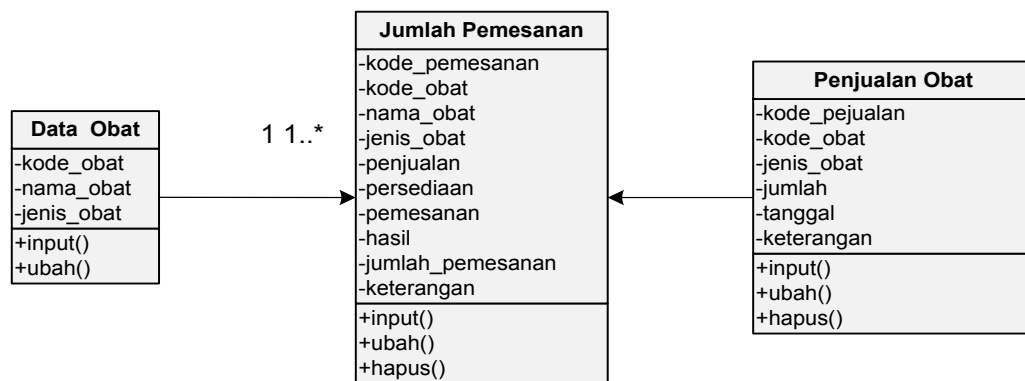 Data Obat
-kode_obat
-nama_obat
-jenis_obat
+input()
+ubah()
1 1..*
Jumlah Pemesanan
-kode_pemesanan
-kode_obat
-nama_obat
-jenis_obat
-penjualan
-persediaan
-pemesanan
-hasil
-jumlah_pemesanan
-keterangan
+input()
+ubah()
+hapus()
Penjualan Obat
-kode_pejualan
-kode_obat
-jenis_obat
-jumlah
-tanggal
-keterangan
+input()
+ubah()
+hapus()